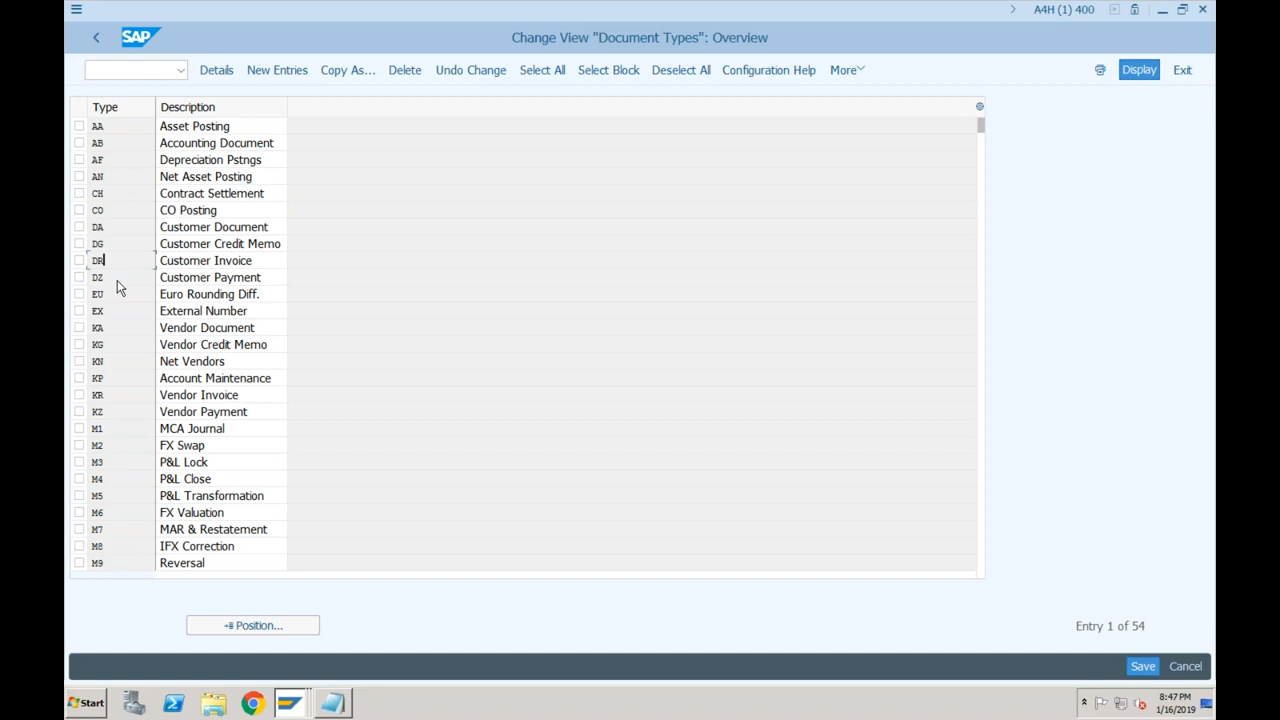 A4H (1) 400
SAP
Change View "Document Types": Overview
Details New Entries Copy As... Delete Undo Change Select All Select Block Deselect All Configuration Help More Display Exit
Type Description
AA Asset Posting
AB Accounting Document
AF Depreciation Pstngs
AN Net Asset Posting
CH Contract Settlement
CO CO Posting
DA Customer Document
DG Customer Credit Memo
DR Customer Invoice
DZ Customer Payment
EU Euro Rounding Diff.
EX External Number
KA Vendor Document
KG Vendor Credit Memo
KN Net Vendors
KP Account Maintenance
KR Vendor Invoice
KZ Vendor Payment
M1 MCA Journal
M2 FX Swap
M3 P&L Lock
M4 P&L Close
M5 P&L Transformation
M6 FX Valuation
M7 MAR & Restatement
M8 IFX Correction
M9 Reversal
Position... Entry 1 of 54
Save Cancel
Start 8:47 PM
1/16/2019